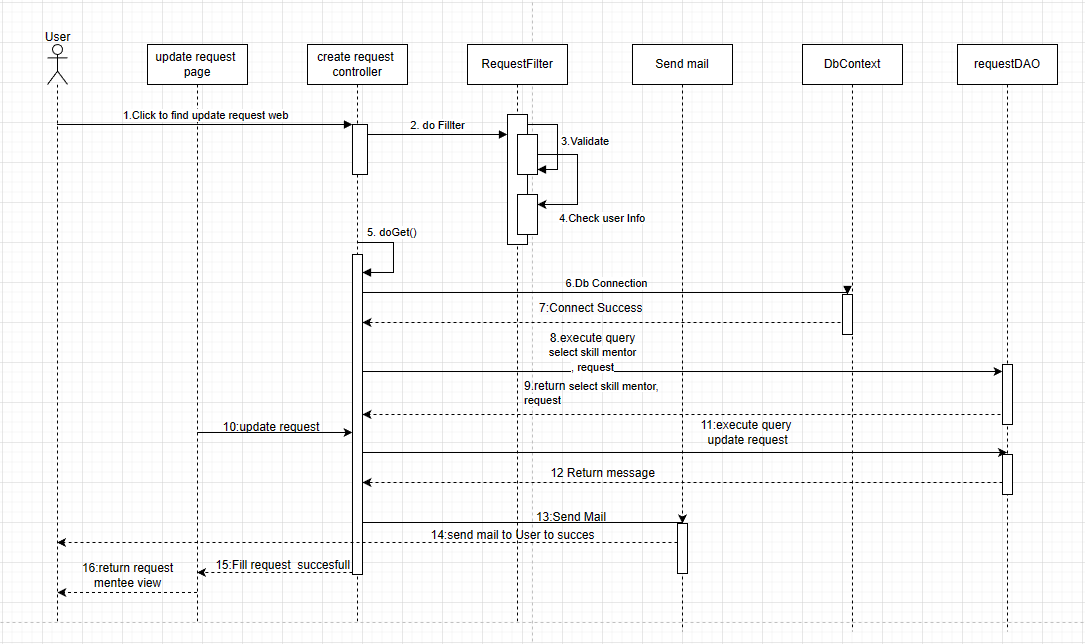 User
update request
page
create request
controller
RequestFilter
Send mail
DbContext
requestDAO
1.Click to find update request web
2. do Fillter
3.Validate
4.Check user Info
5. doGet()
6.Db Connection
7:Connect Success
8.execute query
select skill mentor
, request
9.return select skill mentor,
request
10:update request
11:execute query
update request
12 Return message
13:Send Mail
14:send mail to User to succes
15:Fill request succesfull
16:return request
mentee view